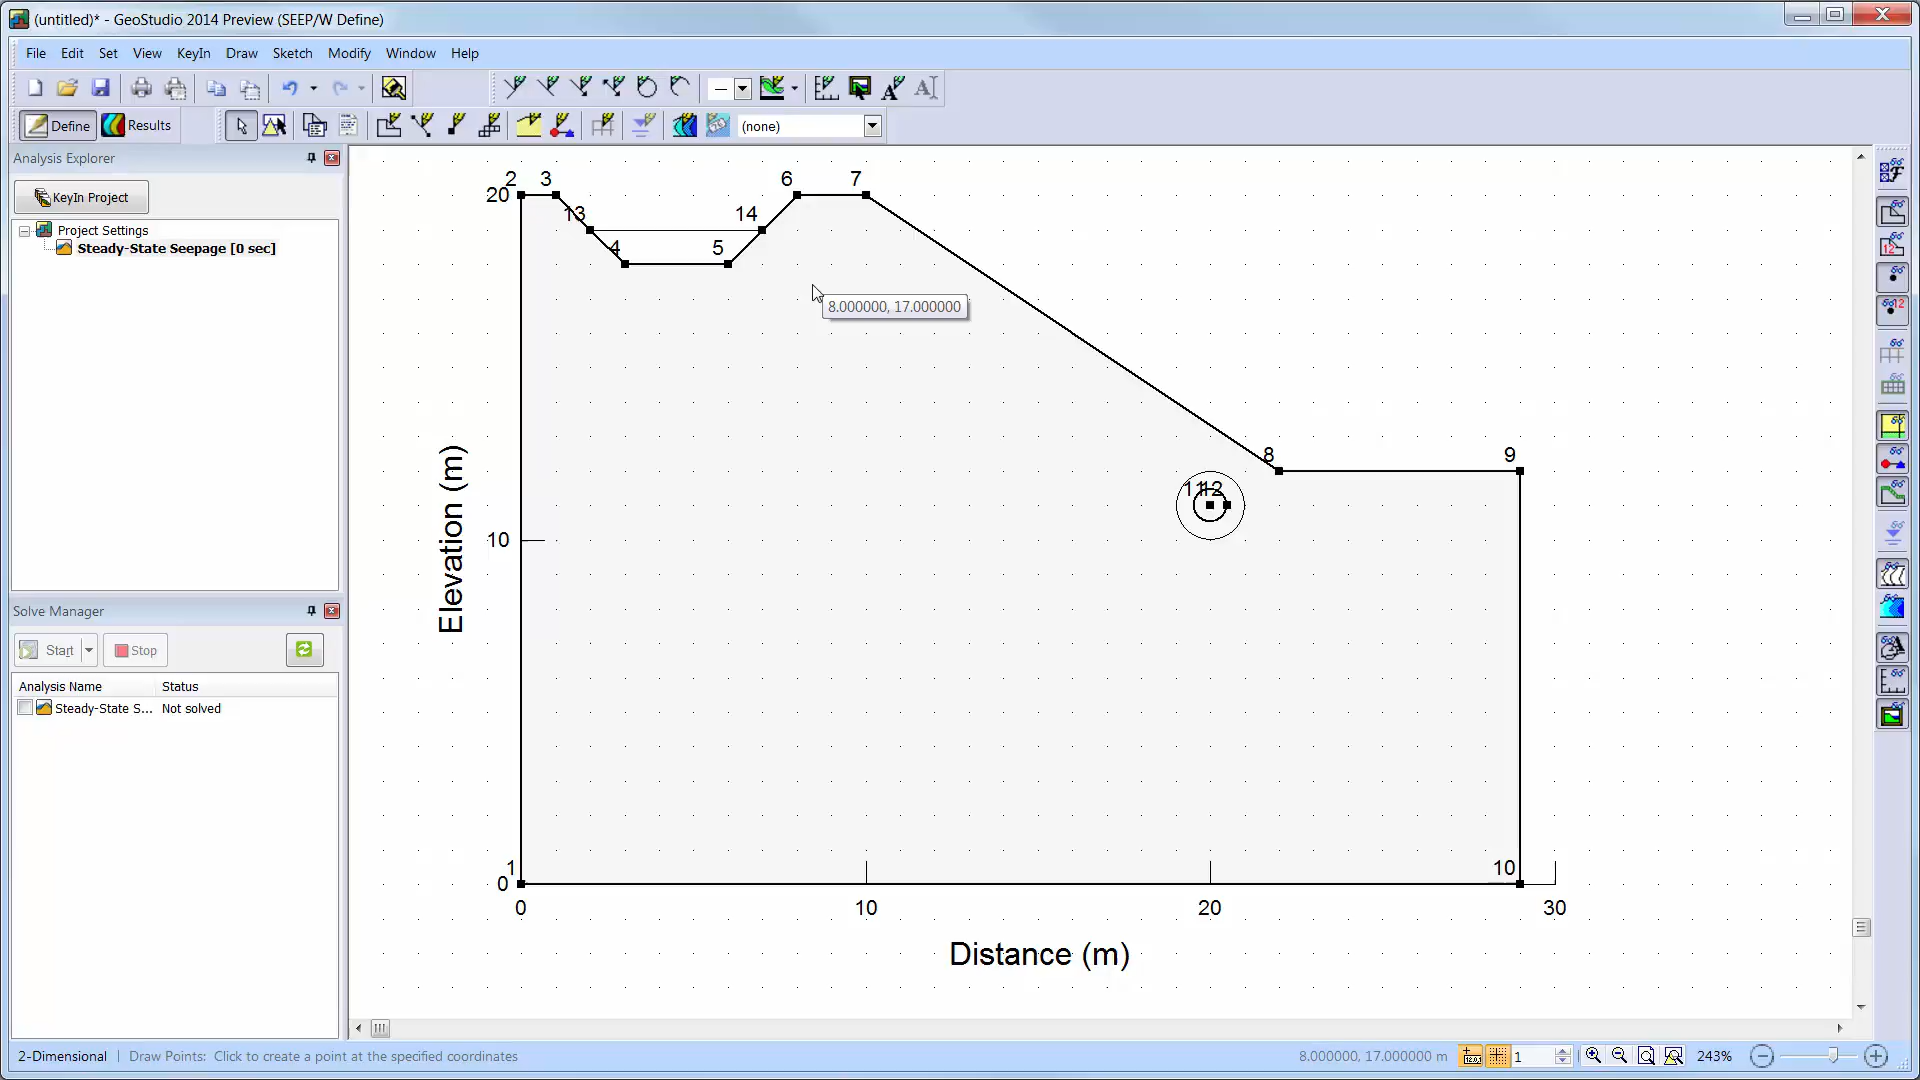 (untitled)* - GeoStudio 2014 Preview (SEEP/W Define)
File Edit Set View KeyIn Draw Sketch Modify Window Help
Define Results (none)
Analysis Explorer
KeyIn Project
Project Settings
Steady-State Seepage [0 sec]
Solve Manager
Start Stop
Analysis Name Status
Steady-State S... Not solved
2 3 6 7
20
13 14
4 5
8.000000, 17.000000
8 9
11 12
10
Elevation (m)
1 10
0
0 10 20 30
Distance (m)
2-Dimensional Draw Points: Click to create a point at the specified coordinates 8.000000, 17.000000 m 1 243%